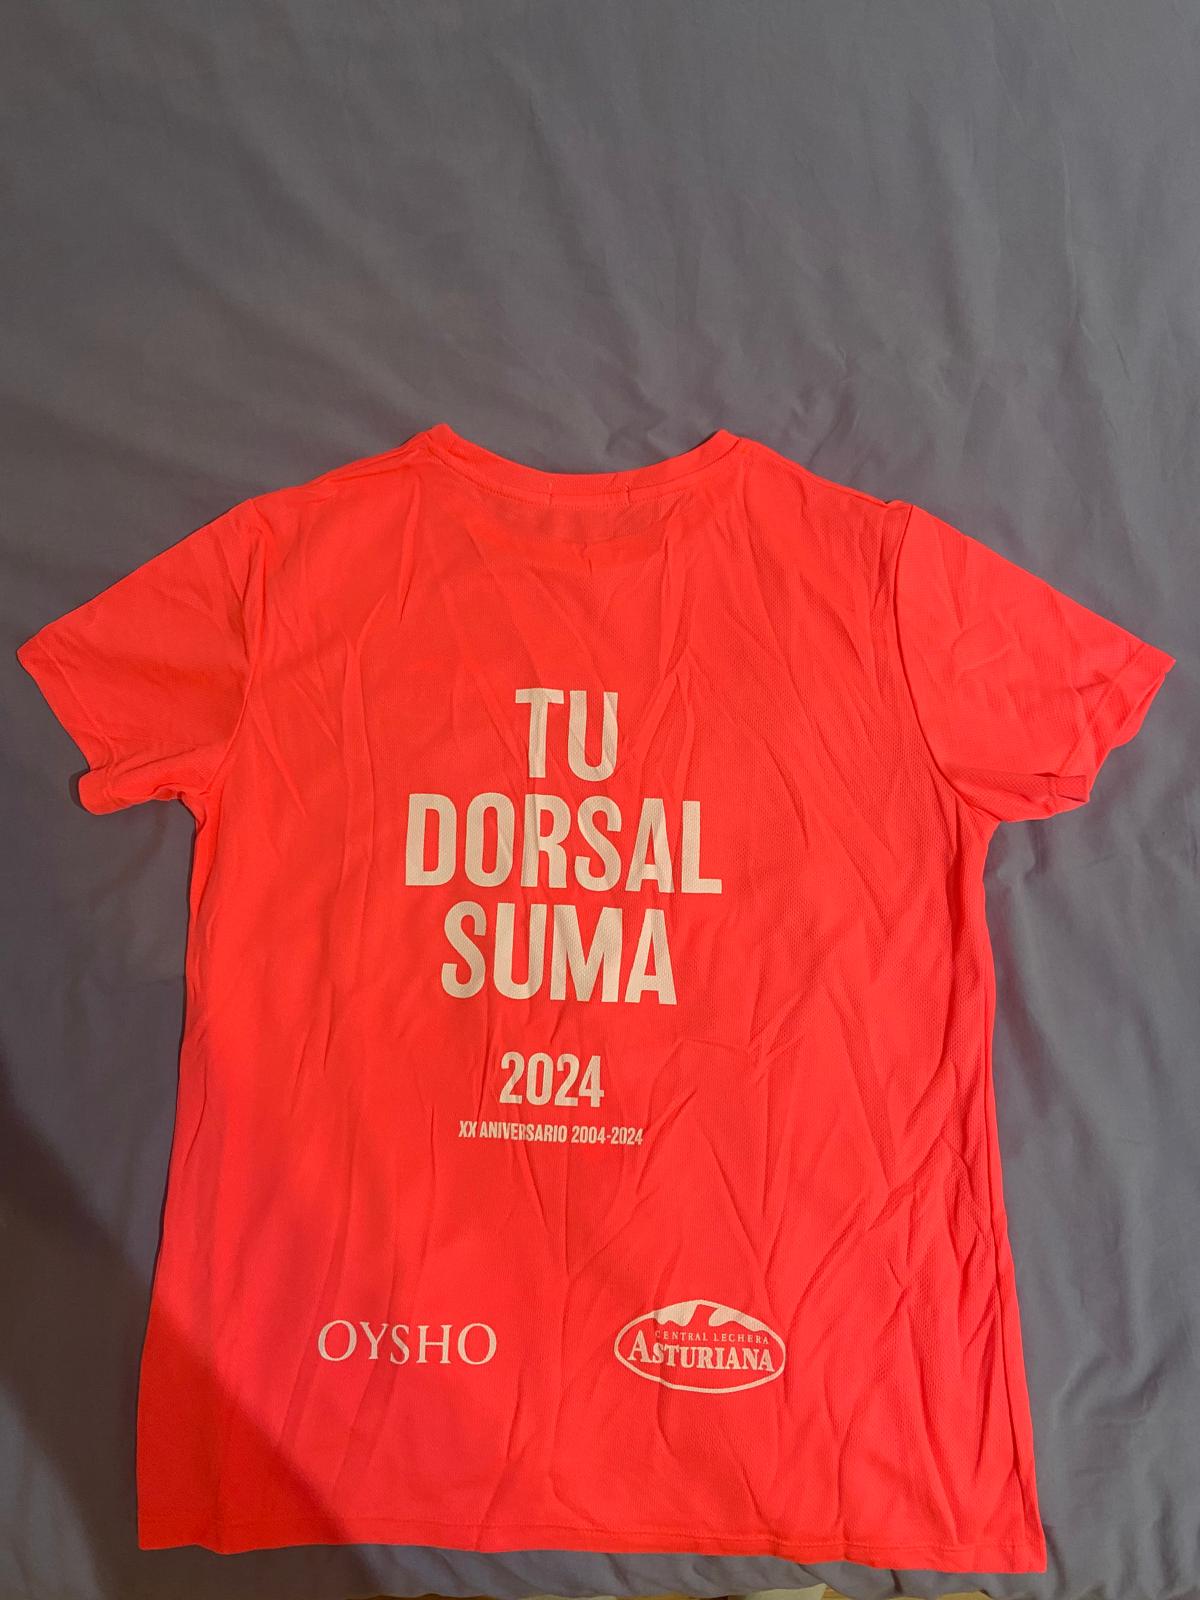 TU
DORSAL
SUMA
2024
XX ANIVERSARIO 2004-2024
OYSHO
CENTRAL LECHERA
ASTURIANA